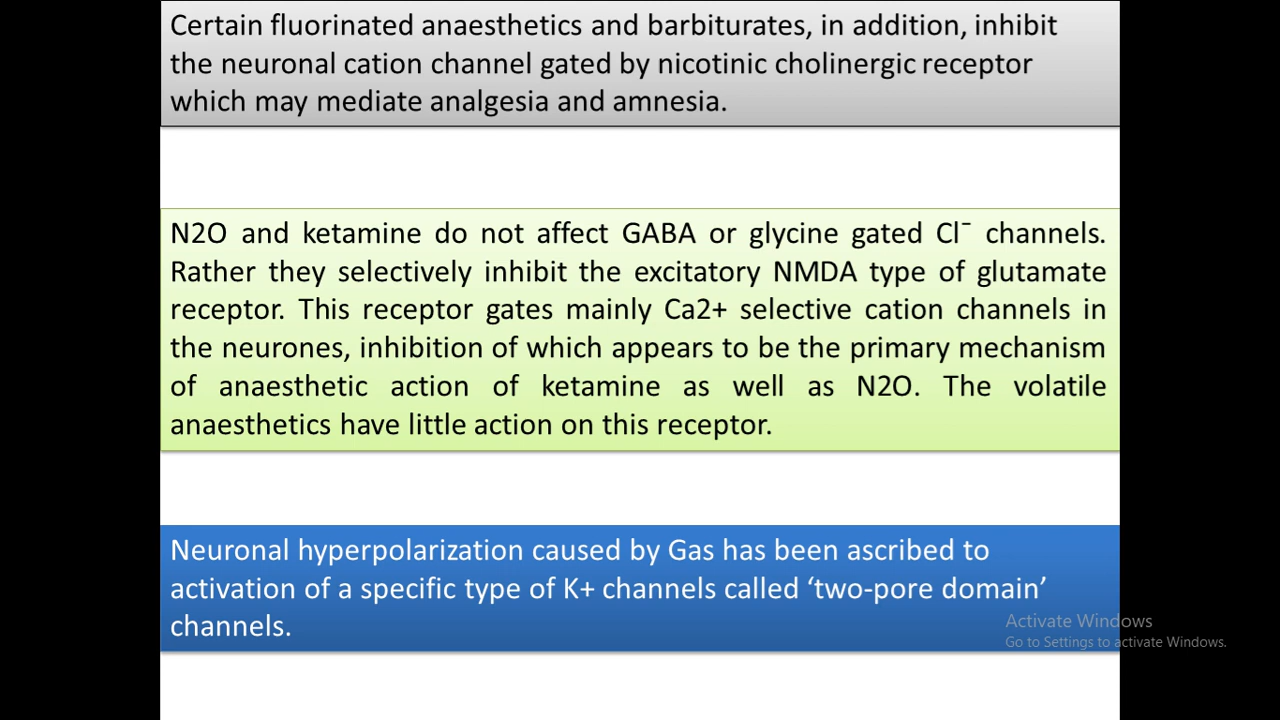 Certain fluorinated anaesthetics and barbiturates, in addition, inhibit
the neuronal cation channel gated by nicotinic cholinergic receptor
which may mediate analgesia and amnesia.
N2O and ketamine do not affect GABA or glycine gated Cl¯ channels.
Rather they selectively inhibit the excitatory NMDA type of glutamate
receptor. This receptor gates mainly Ca2+ selective cation channels in
the neurones, inhibition of which appears to be the primary mechanism
of anaesthetic action of ketamine as well as N2O. The volatile
anaesthetics have little action on this receptor.
Neuronal hyperpolarization caused by Gas has been ascribed to
activation of a specific type of K+ channels called ‘two-pore domain’
channels.
Activate Windows
Go to Settings to activate Windows.